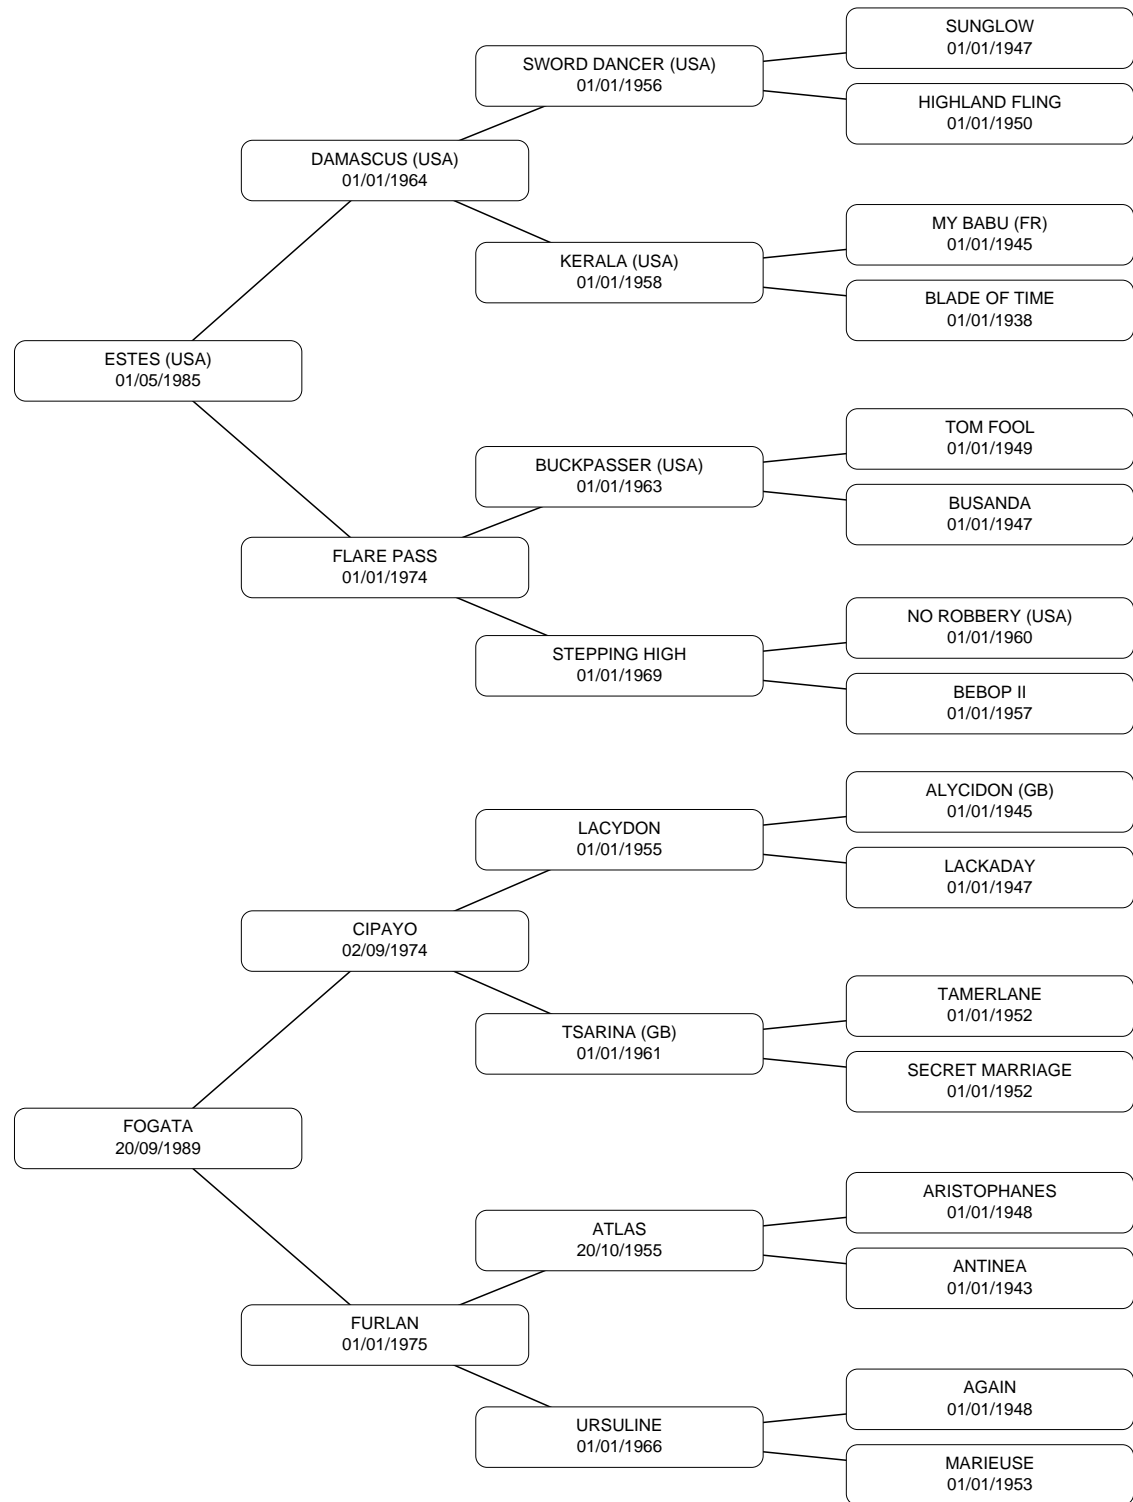 SUNGLOW
01/01/1947
SWORD DANCER (USA)
01/01/1956
HIGHLAND FLING
01/01/1950
DAMASCUS (USA)
01/01/1964
MY BABU (FR)
01/01/1945
KERALA (USA)
01/01/1958
BLADE OF TIME
01/01/1938
ESTES (USA)
01/05/1985
TOM FOOL
01/01/1949
BUCKPASSER (USA)
01/01/1963
BUSANDA
01/01/1947
FLARE PASS
01/01/1974
NO ROBBERY (USA)
01/01/1960
STEPPING HIGH
01/01/1969
BEBOP II
01/01/1957
ALYCIDON (GB)
01/01/1945
LACYDON
01/01/1955
LACKADAY
01/01/1947
CIPAYO
02/09/1974
TAMERLANE
01/01/1952
TSARINA (GB)
01/01/1961
SECRET MARRIAGE
01/01/1952
FOGATA
20/09/1989
ARISTOPHANES
01/01/1948
ATLAS
20/10/1955
ANTINEA
01/01/1943
FURLAN
01/01/1975
AGAIN
01/01/1948
URSULINE
01/01/1966
MARIEUSE
01/01/1953